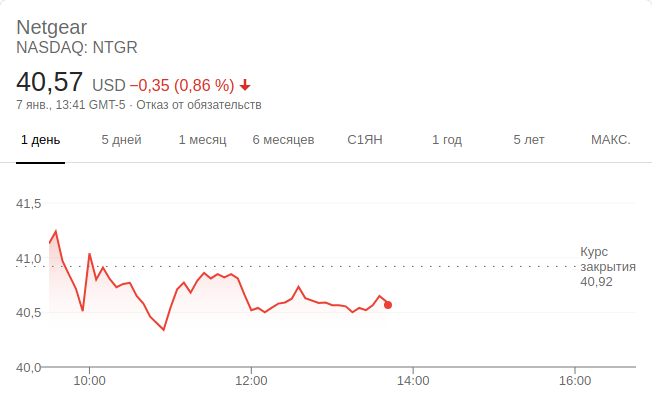 Netgear
NASDAQ: NTGR
40,57 USD −0,35 (0,86 %)
7 янв., 13:41 GMT-5 · Отказ от обязательств
1 день 5 дней 1 месяц 6 месяцев С1ЯН 1 год 5 лет МАКС.
41,5
41,0
40,5
40,0
Курс
закрытия
40,92
10:00 12:00 14:00 16:00